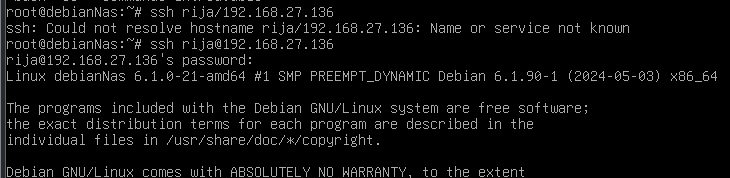 root@debianNas:~# ssh rija/192.168.27.136
ssh: Could not resolve hostname rija/192.168.27.136: Name or service not known
root@debianNas:~# ssh rija@192.168.27.136
rija@192.168.27.136's password:
Linux debianNas 6.1.0-21-amd64 #1 SMP PREEMPT_DYNAMIC Debian 6.1.90-1 (2024-05-03) x86_64

The programs included with the Debian GNU/Linux system are free software;
the exact distribution terms for each program are described in the
individual files in /usr/share/doc/*/copyright.

Debian GNU/Linux comes with ABSOLUTELY NO WARRANTY, to the extent